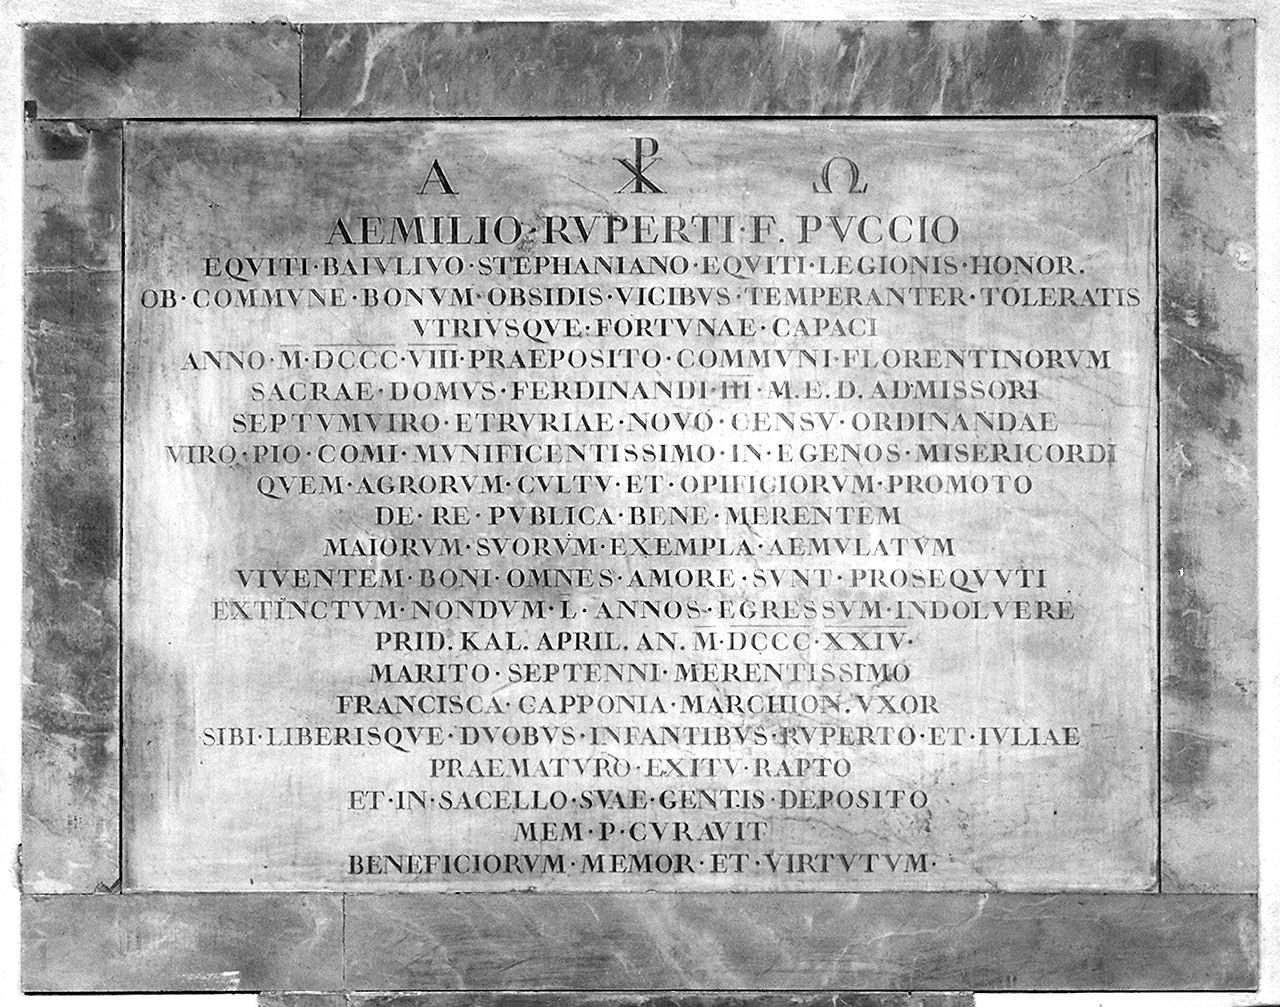 Α ☧ Ω
AEMILIO·RVPERTI·F. PVCCIO
EQVITI·BAIVLIVO·STEPHANIANO·EQVITI·LEGIONIS·HONOR.
OB·COMMVNE·BONVM·OBSIDIS·VICIBVS·TEMPERANTER·TOLERATIS
VTRIVSQVE·FORTVNAE·CAPACI
ANNO·M·DCCC·VIII·PRAEPOSITO·COMMVNI·FLORENTINORVM
SACRAE·DOMVS·FERDINANDI·III·M.E.D.ADMISSORI
SEPTVMVIRO·ETRVRIAE·NOVO·CENSV·ORDINANDAE
VIRO·PIO·COMI·MVNIFICENTISSIMO·IN·EGENOS·MISERICORDI
QVEM·AGRORVM·CVLTV·ET·OPIFICIORVM·PROMOTO
DE·RE·PVBLICA·BENE·MERENTEM
MAIORVM·SVORVM·EXEMPLA·AEMVLATVM
VIVENTEM·BONI·OMNES·AMORE·SVNT·PROSEQVVTI
EXTINCTVM·NONDVM·L·ANNOS·EGRESSVM·INDOLVERE
PRID.KAL.APRIL.AN.M·DCCC·XXIV·
MARITO·SEPTENNI·MERENTISSIMO
FRANCISCA·CAPPONIA·MARCHION.VXOR
SIBI·LIBERISQVE·DVOBVS·INFANTIBVS·RVPERTO·ET·IVLIAE
PRAEMATVRO·EXITV·RAPTO
ET·IN·SACELLO·SVAE·GENTIS·DEPOSITO
MEM·P·CVRAVIT
BENEFICIORVM·MEMOR·ET·VIRTVTVM·